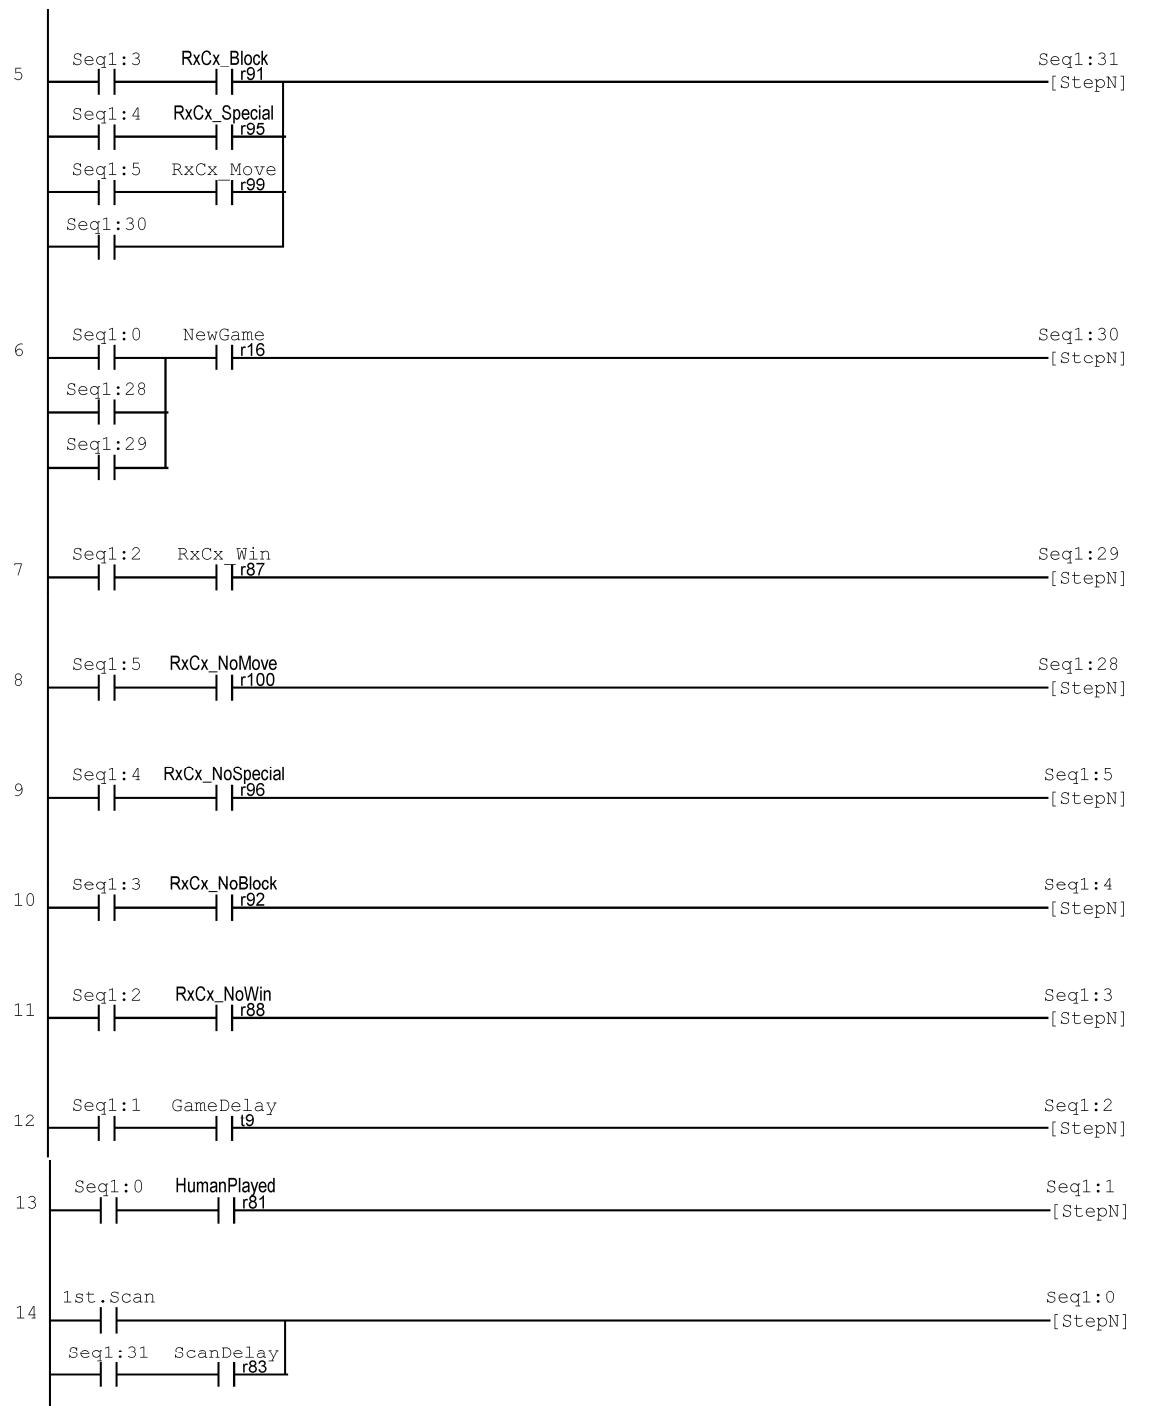 Seq1:3 RxCx_Block Seq1:31
5 r91 [StepN]
Seq1:4 RxCx_Special
r95
Seq1:5 RxCx_Move
r99
Seq1:30
Seq1:0 NewGame Seq1:30
6 r16 [StepN]
Seq1:28
Seq1:29
Seq1:2 RxCx_Win Seq1:29
7 r87 [StepN]
Seq1:5 RxCx_NoMove Seq1:28
8 r100 [StepN]
Seq1:4 RxCx_NoSpecial Seq1:5
9 r96 [StepN]
Seq1:3 RxCx_NoBlock Seq1:4
10 r92 [StepN]
Seq1:2 RxCx_NoWin Seq1:3
11 r88 [StepN]
Seq1:1 GameDelay Seq1:2
12 t9 [StepN]
Seq1:0 HumanPlayed Seq1:1
13 r81 [StepN]
1st.Scan Seq1:0
14 [StepN]
Seq1:31 ScanDelay
r83